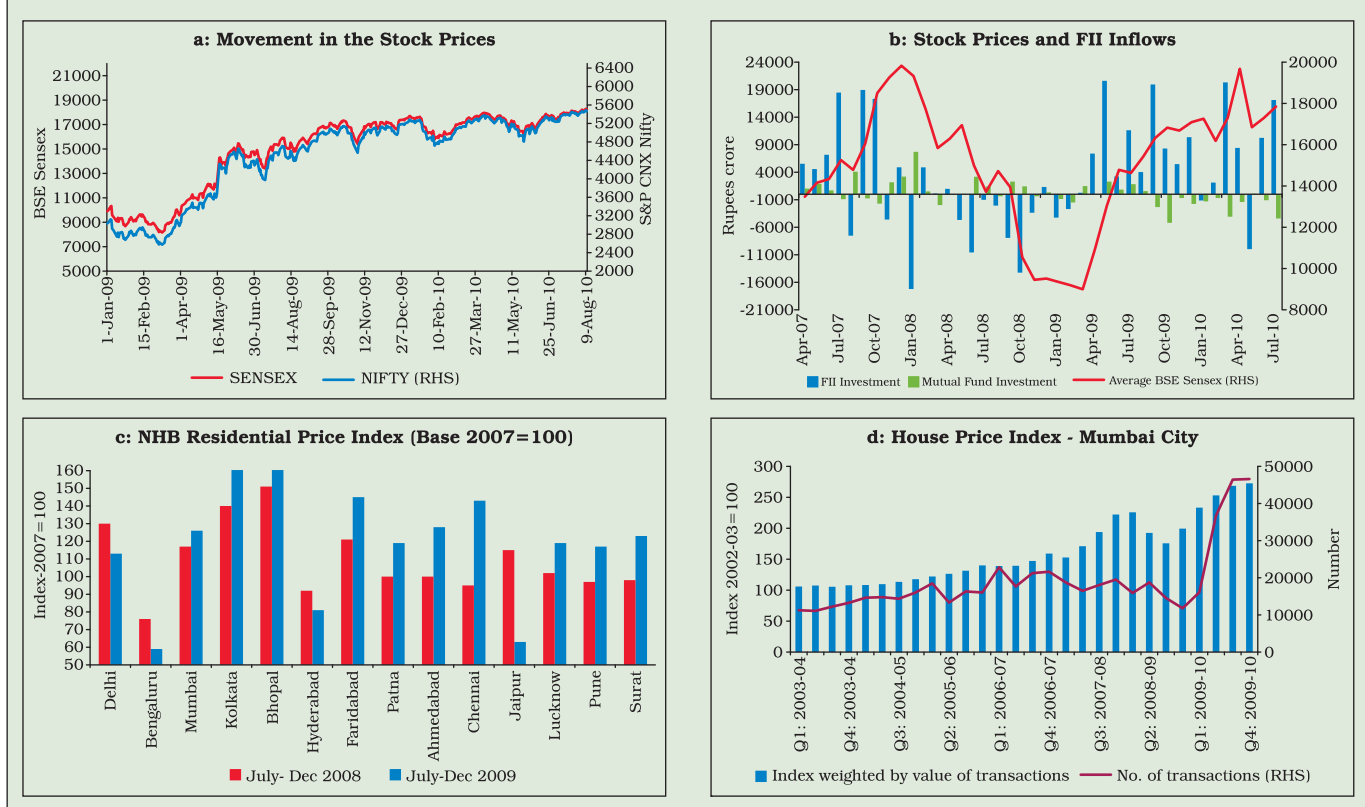 a: Movement in the Stock Prices
BSE Sensex
21000
19000
17000
15000
13000
11000
9000
7000
5000
6400
6000
5600
5200
4800
4400
4000
3600
3200
2800
2400
2000
S&P CNX Nifty
1-Jan-09
15-Feb-09
1-Apr-09
16-May-09
30-Jun-09
14-Aug-09
28-Sep-09
12-Nov-09
27-Dec-09
10-Feb-10
27-Mar-10
11-May-10
25-Jun-10
9-Aug-10
SENSEX NIFTY (RHS)
b: Stock Prices and FII Inflows
Rupees crore
24000
19000
14000
9000
4000
-1000
-6000
-11000
-16000
-21000
20000
18000
16000
14000
12000
10000
8000
Apr-07
Jul-07
Oct-07
Jan-08
Apr-08
Jul-08
Oct-08
Jan-09
Apr-09
Jul-09
Oct-09
Jan-10
Apr-10
Jul-10
FII Investment Mutual Fund Investment Average BSE Sensex (RHS)
c: NHB Residential Price Index (Base 2007=100)
Index-2007=100
160
150
140
130
120
110
100
90
80
70
60
50
Delhi
Bengaluru
Mumbai
Kolkata
Bhopal
Hyderabad
Faridabad
Patna
Ahmedabad
Chennai
Jaipur
Lucknow
Pune
Surat
July- Dec 2008 July-Dec 2009
d: House Price Index - Mumbai City
Index 2002-03=100
300
250
200
150
100
50
0
50000
40000
30000
20000
10000
0
Number
Q1: 2003-04
Q4: 2003-04
Q3: 2004-05
Q2: 2005-06
Q1: 2006-07
Q4: 2006-07
Q3: 2007-08
Q2: 2008-09
Q1: 2009-10
Q4: 2009-10
Index weighted by value of transactions No. of transactions (RHS)